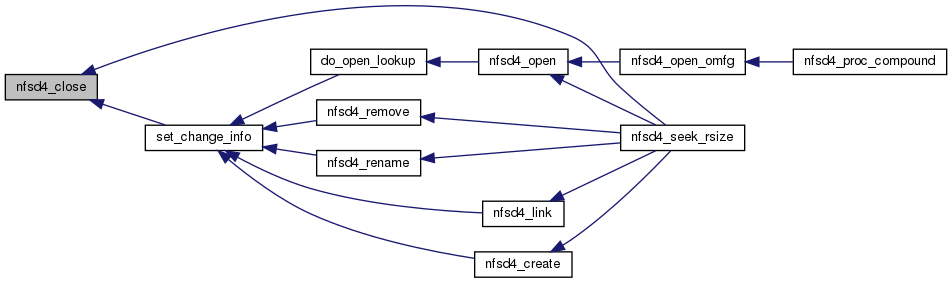 nfsd4_close
set_change_info
do_open_lookup
nfsd4_open
nfsd4_open_omfg
nfsd4_proc_compound
nfsd4_remove
nfsd4_seek_rsize
nfsd4_rename
nfsd4_link
nfsd4_create